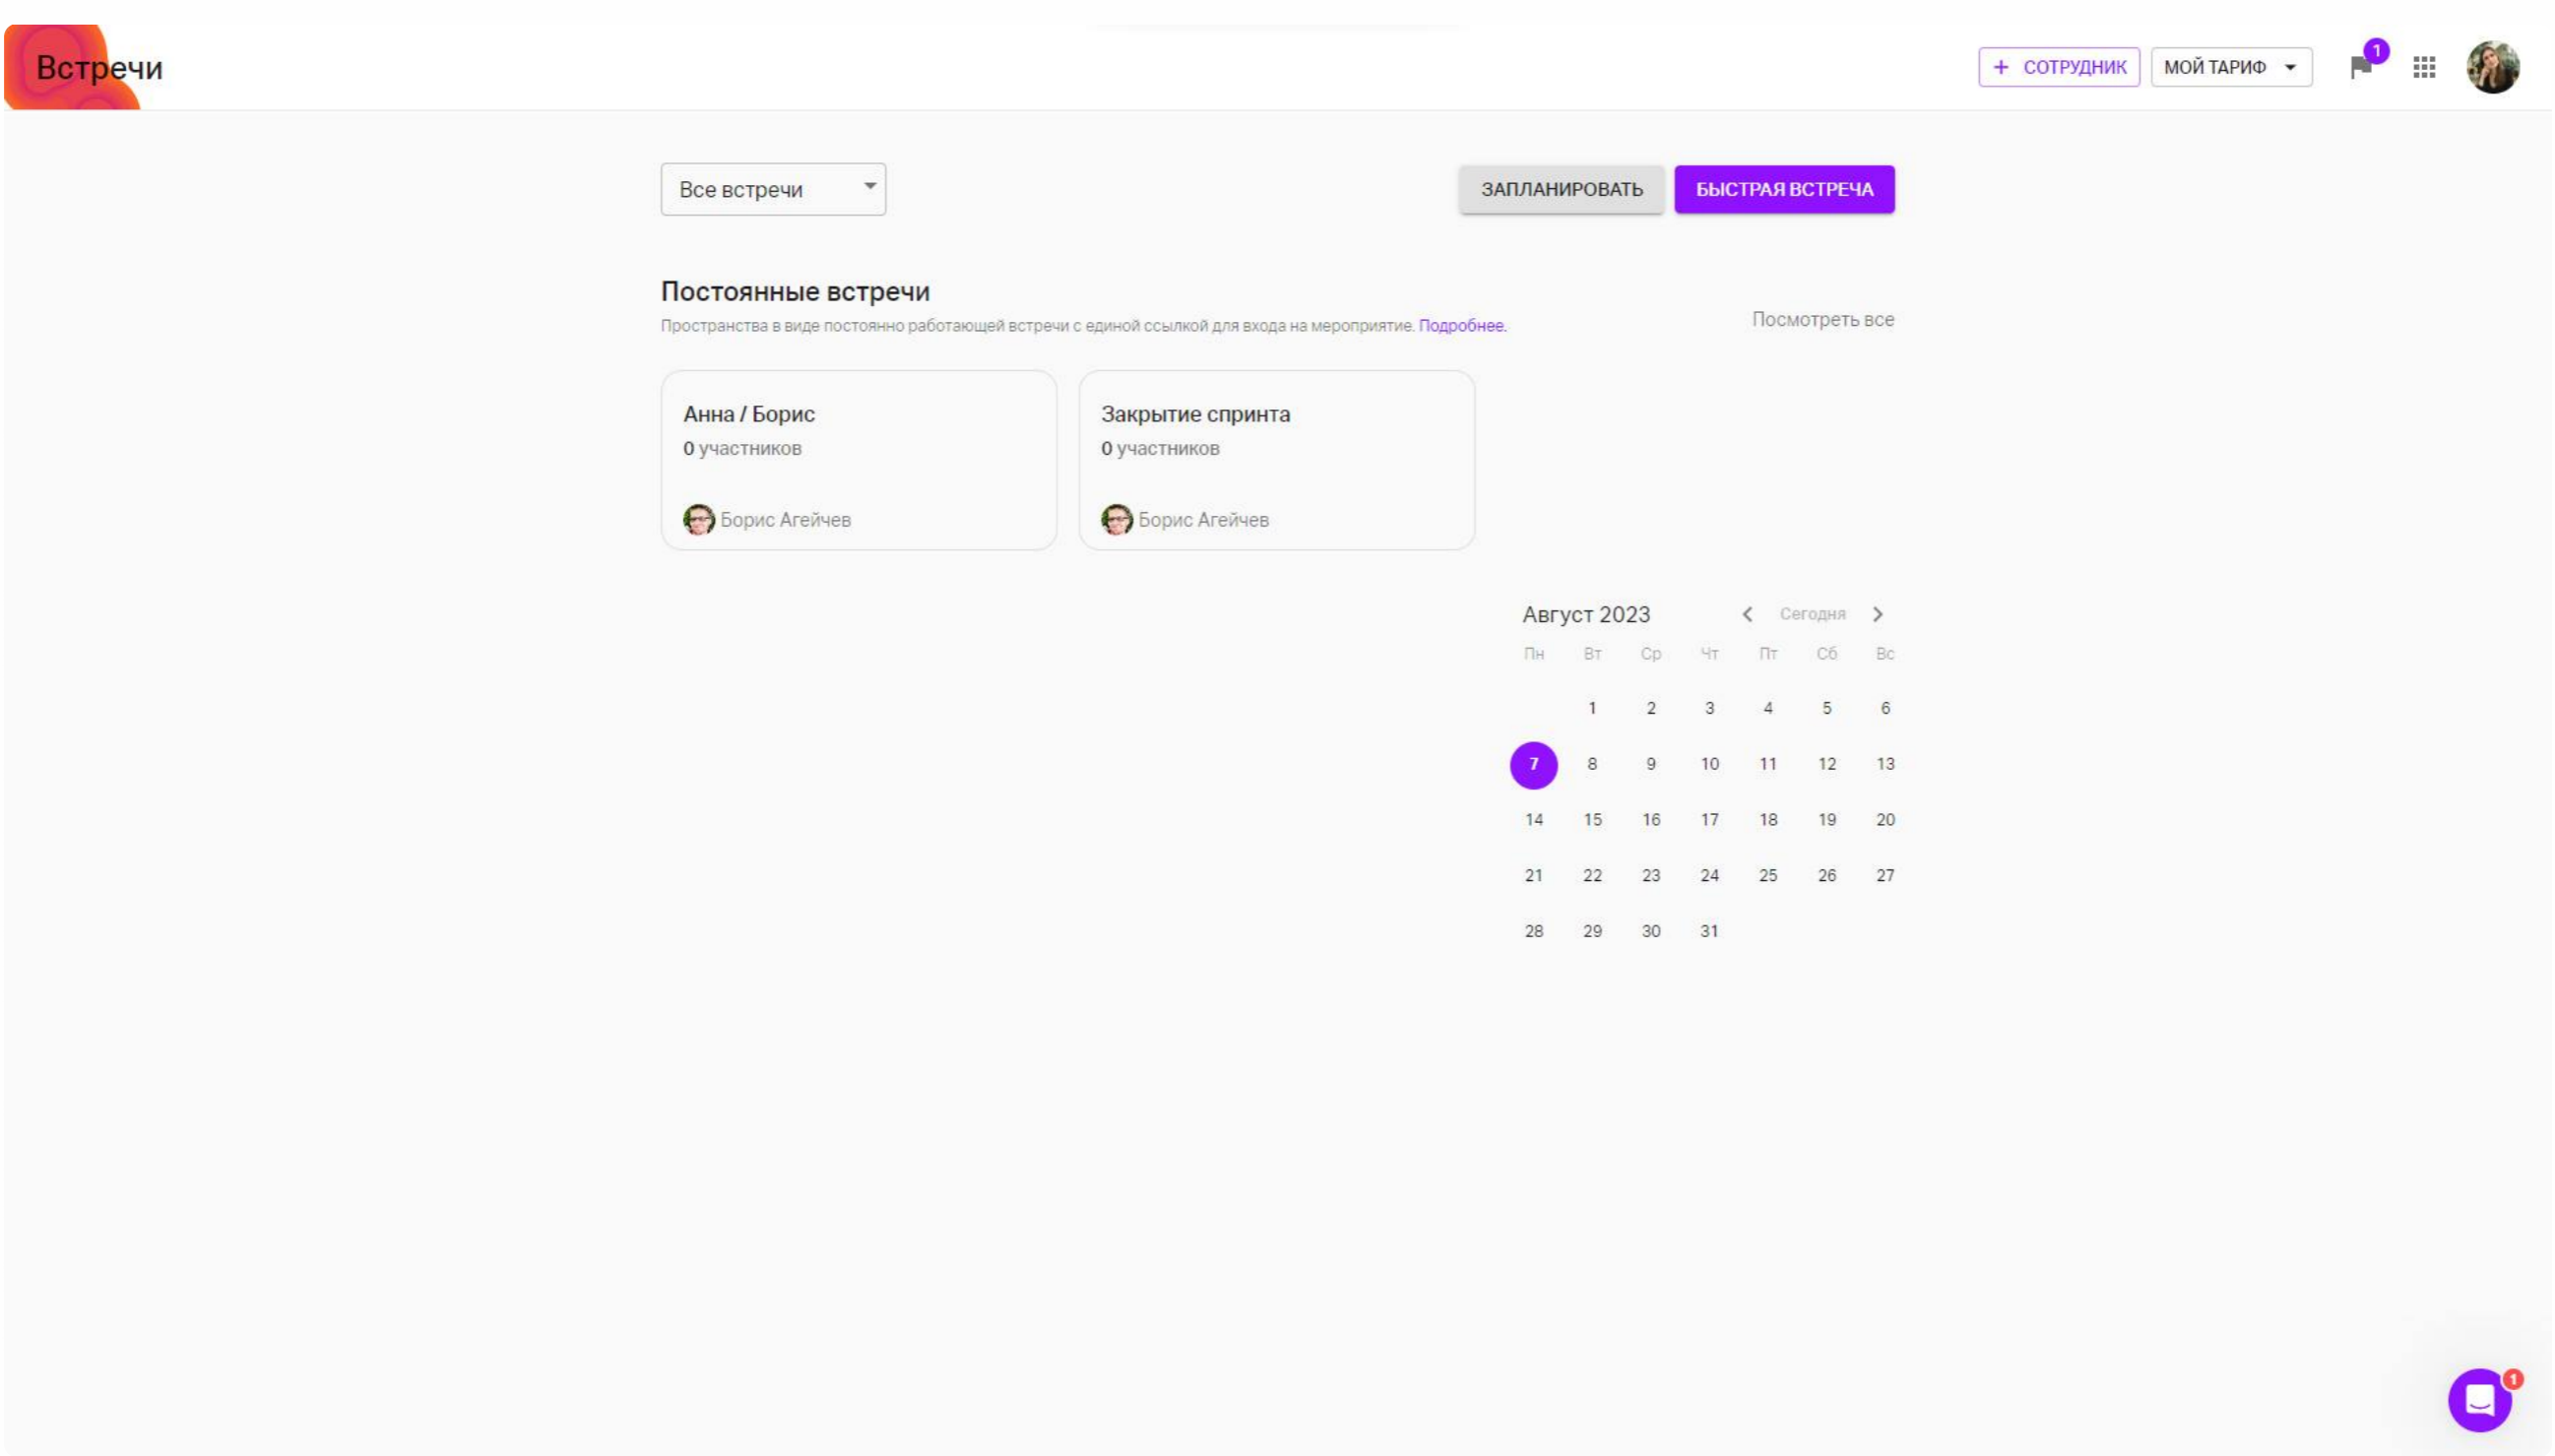 Встречи
+ СОТРУДНИК
МОЙ ТАРИФ
1
Все встречи
ЗАПЛАНИРОВАТЬ
БЫСТРАЯ ВСТРЕЧА
Постоянные встречи
Пространства в виде постоянно работающей встречи с единой ссылкой для входа на мероприятие. Подробнее.
Посмотреть все
Анна / Борис
0 участников
Борис Агейчев
Закрытие спринта
0 участников
Борис Агейчев
Август 2023
Сегодня
Пн Вт Ср Чт Пт Сб Вс
1 2 3 4 5 6
7 8 9 10 11 12 13
14 15 16 17 18 19 20
21 22 23 24 25 26 27
28 29 30 31
1